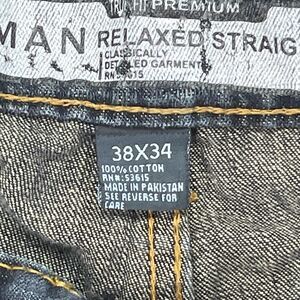 PREMIUM
MAN RELAXED STRAIG
CLASSICALLY
DETAILED GARMENT
RN 53615
38X34
100% COTTON
RN#: 53615
MADE IN PAKISTAN
SEE REVERSE FOR
CARE